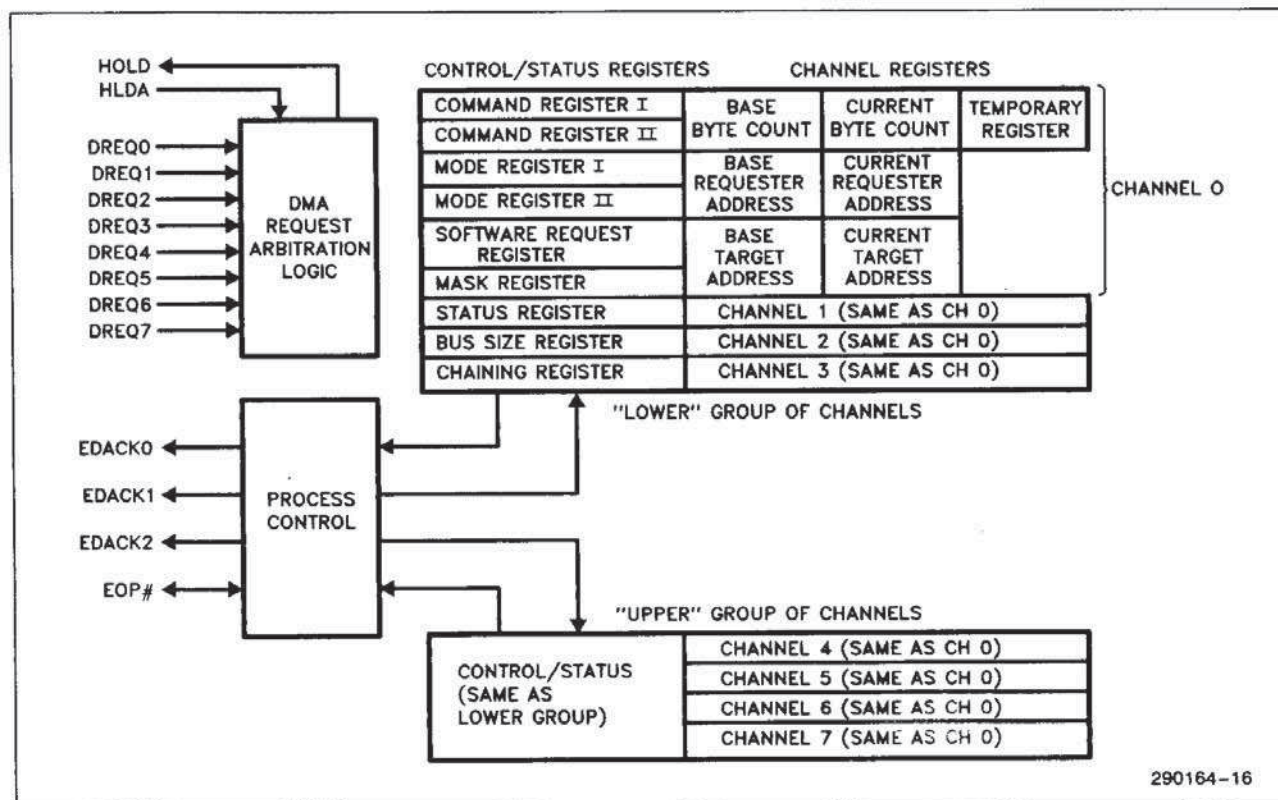 HOLD
HLDA
DREQ0
DREQ1
DREQ2
DREQ3
DREQ4
DREQ5
DREQ6
DREQ7
DMA
REQUEST
ARBITRATION
LOGIC
CONTROL/STATUS REGISTERS
CHANNEL REGISTERS
COMMAND REGISTER I
COMMAND REGISTER II
MODE REGISTER I
MODE REGISTER II
SOFTWARE REQUEST
REGISTER
MASK REGISTER
STATUS REGISTER
BUS SIZE REGISTER
CHAINING REGISTER
BASE
BYTE COUNT
CURRENT
BYTE COUNT
TEMPORARY
REGISTER
BASE
REQUESTER
ADDRESS
CURRENT
REQUESTER
ADDRESS
BASE
TARGET
ADDRESS
CURRENT
TARGET
ADDRESS
CHANNEL 0
CHANNEL 1 (SAME AS CH 0)
CHANNEL 2 (SAME AS CH 0)
CHANNEL 3 (SAME AS CH 0)
"LOWER" GROUP OF CHANNELS
EDACK0
EDACK1
EDACK2
EOP#
PROCESS
CONTROL
"UPPER" GROUP OF CHANNELS
CONTROL/STATUS
(SAME AS
LOWER GROUP)
CHANNEL 4 (SAME AS CH 0)
CHANNEL 5 (SAME AS CH 0)
CHANNEL 6 (SAME AS CH 0)
CHANNEL 7 (SAME AS CH 0)
290164-16